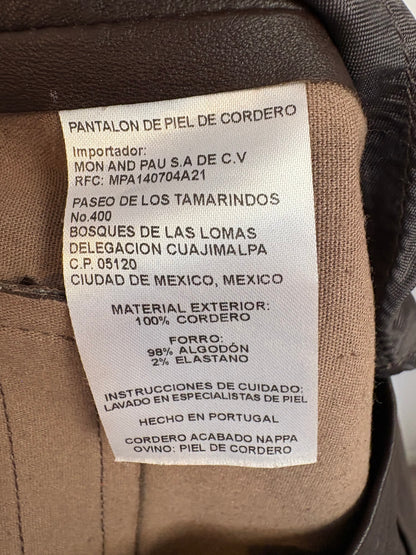 PANTALON DE PIEL DE CORDERO
Importador:
MON AND PAU S.A DE C.V
RFC: MPA140704A21
PASEO DE LOS TAMARINDOS
No.400
BOSQUES DE LAS LOMAS
DELEGACION CUAJIMALPA
C.P. 05120
CIUDAD DE MEXICO, MEXICO
MATERIAL EXTERIOR:
100% CORDERO
FORRO:
98% ALGODÓN
2% ELASTANO
INSTRUCCIONES DE CUIDADO:
LAVADO EN ESPECIALISTAS DE PIEL
HECHO EN PORTUGAL
CORDERO ACABADO NAPPA
OVINO: PIEL DE CORDERO